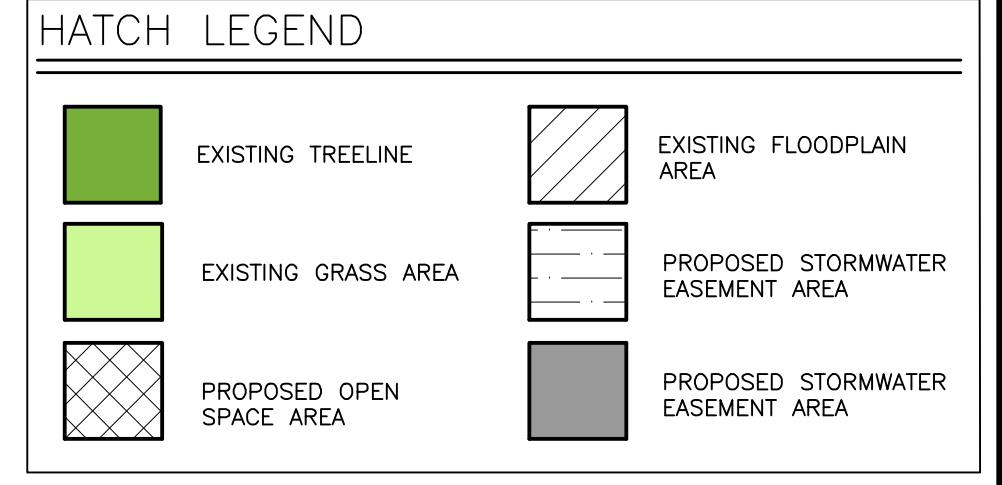 HATCH LEGEND
EXISTING TREELINE
EXISTING GRASS AREA
PROPOSED OPEN
SPACE AREA
EXISTING FLOODPLAIN
AREA
PROPOSED STORMWATER
EASEMENT AREA
PROPOSED STORMWATER
EASEMENT AREA